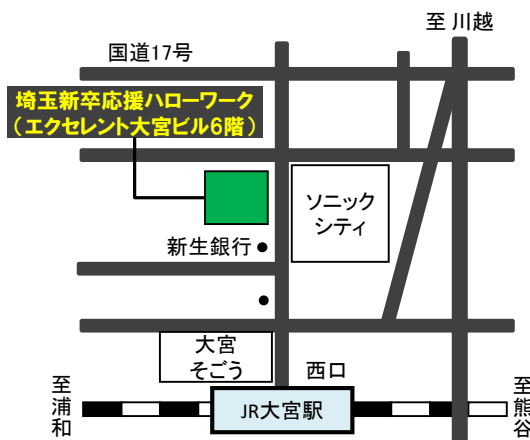 至 川越
国道17号
埼玉新卒応援ハローワーク
（エクセレント大宮ビル6階）
ソニック
シティ
新生銀行
大宮
そごう
西口
至浦和
JR大宮駅
至熊谷